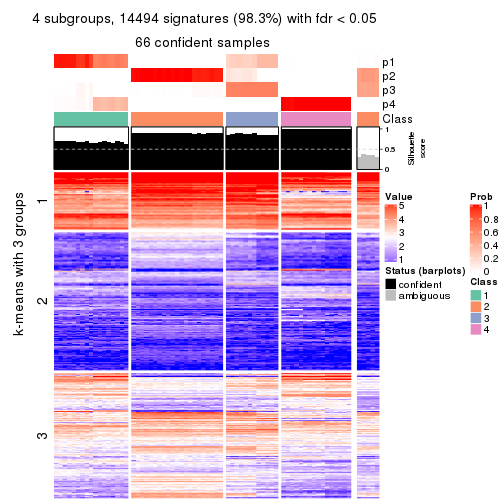 4 subgroups, 14494 signatures (98.3%) with fdr < 0.05
66 confident samples
p1
p2
p3
p4
Class
1
0.5
0
Silhouette
score
k-means with 3 groups
1
2
3
Value
5
4
3
2
1
Status (barplots)
confident
ambiguous
Prob
1
0.8
0.6
0.4
0.2
0
Class
1
2
3
4